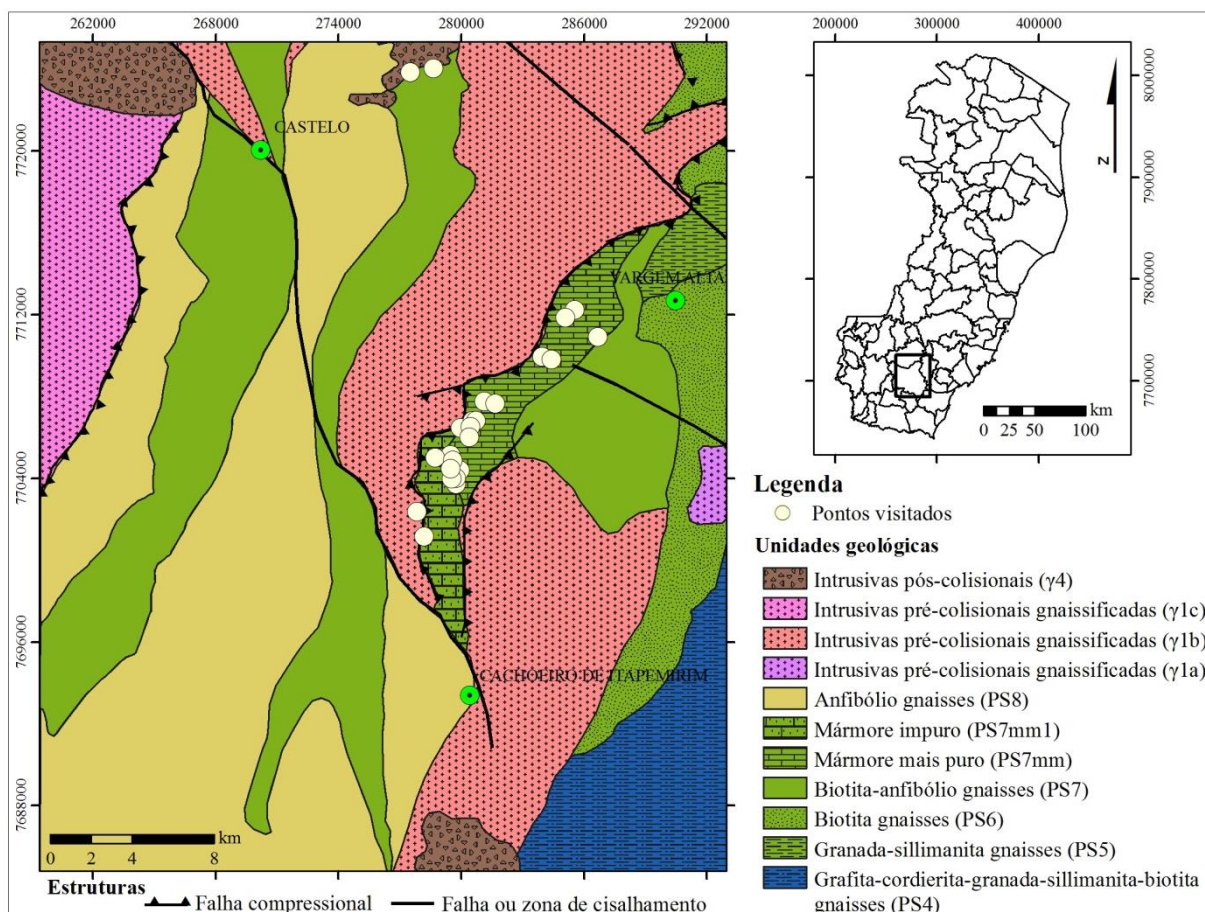 262000 268000 274000 280000 286000 292000
200000 300000 400000
7720000
7712000
7704000
7696000
7688000
CASTELO
VARGEM ALTA
CACHOEIRO DE ITAPEMIRIM
km
0 2 4 8
8000000
7900000
7800000
7700000
N
km
0 25 50 100
Legenda
Pontos visitados
Unidades geológicas
Intrusivas pós-colisionais (γ4)
Intrusivas pré-colisionais gnaissificadas (γ1c)
Intrusivas pré-colisionais gnaissificadas (γ1b)
Intrusivas pré-colisionais gnaissificadas (γ1a)
Anfibólio gnaisses (PS8)
Mármore impuro (PS7mm1)
Mármore mais puro (PS7mm)
Biotita-anfibólio gnaisses (PS7)
Biotita gnaisses (PS6)
Granada-sillimanita gnaisses (PS5)
Grafita-cordierita-granada-sillimanita-biotita
gnaisses (PS4)
Estruturas
Falha compressional Falha ou zona de cisalhamento